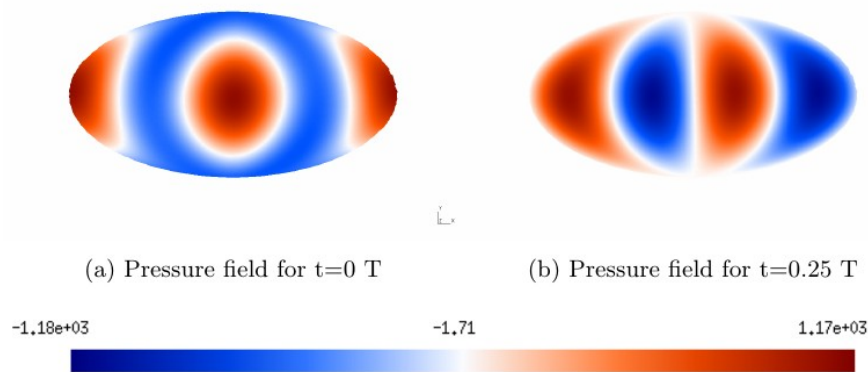 Y
Z X
(a) Pressure field for t=0 T (b) Pressure field for t=0.25 T
-1.18e+03 -1.71 1.17e+03